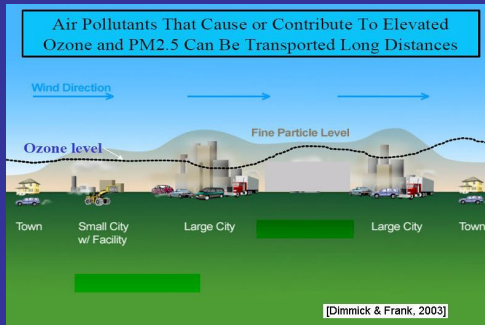 Air Pollutants That Cause or Contribute To Elevated
Ozone and PM2.5 Can Be Transported Long Distances
Wind Direction
Fine Particle Level
Ozone level
Town
Small City
w/ Facility
Large City
Large City
Town
[Dimmick & Frank, 2003]